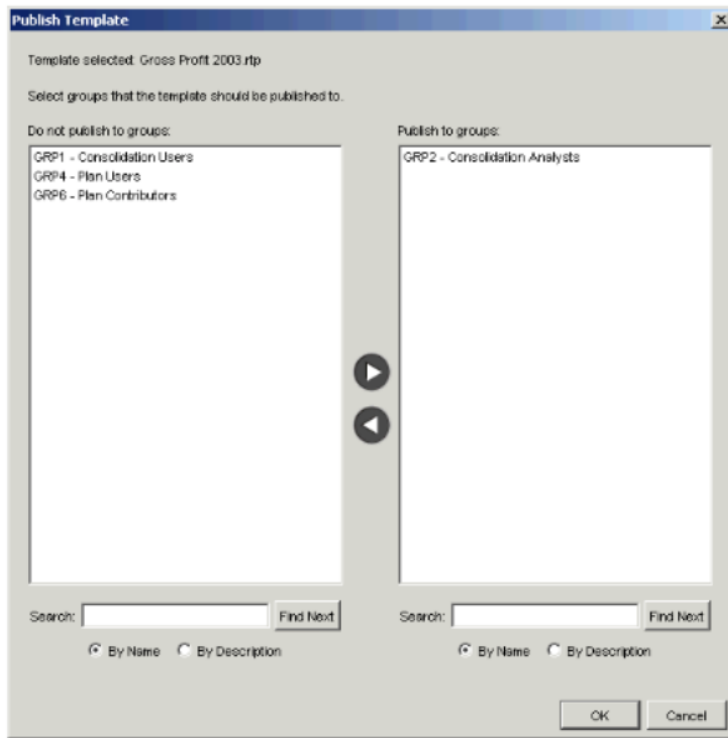 Publish Template
Template selected: Gross Profit 2003.rtp
Select groups that the template should be published to.
Do not publish to groups:
GRP1 - Consolidation Users
GRP4 - Plan Users
GRP6 - Plan Contributors
Publish to groups:
GRP2 - Consolidation Analysts
Search:
Find Next
By Name
By Description
Search:
Find Next
By Name
By Description
OK
Cancel